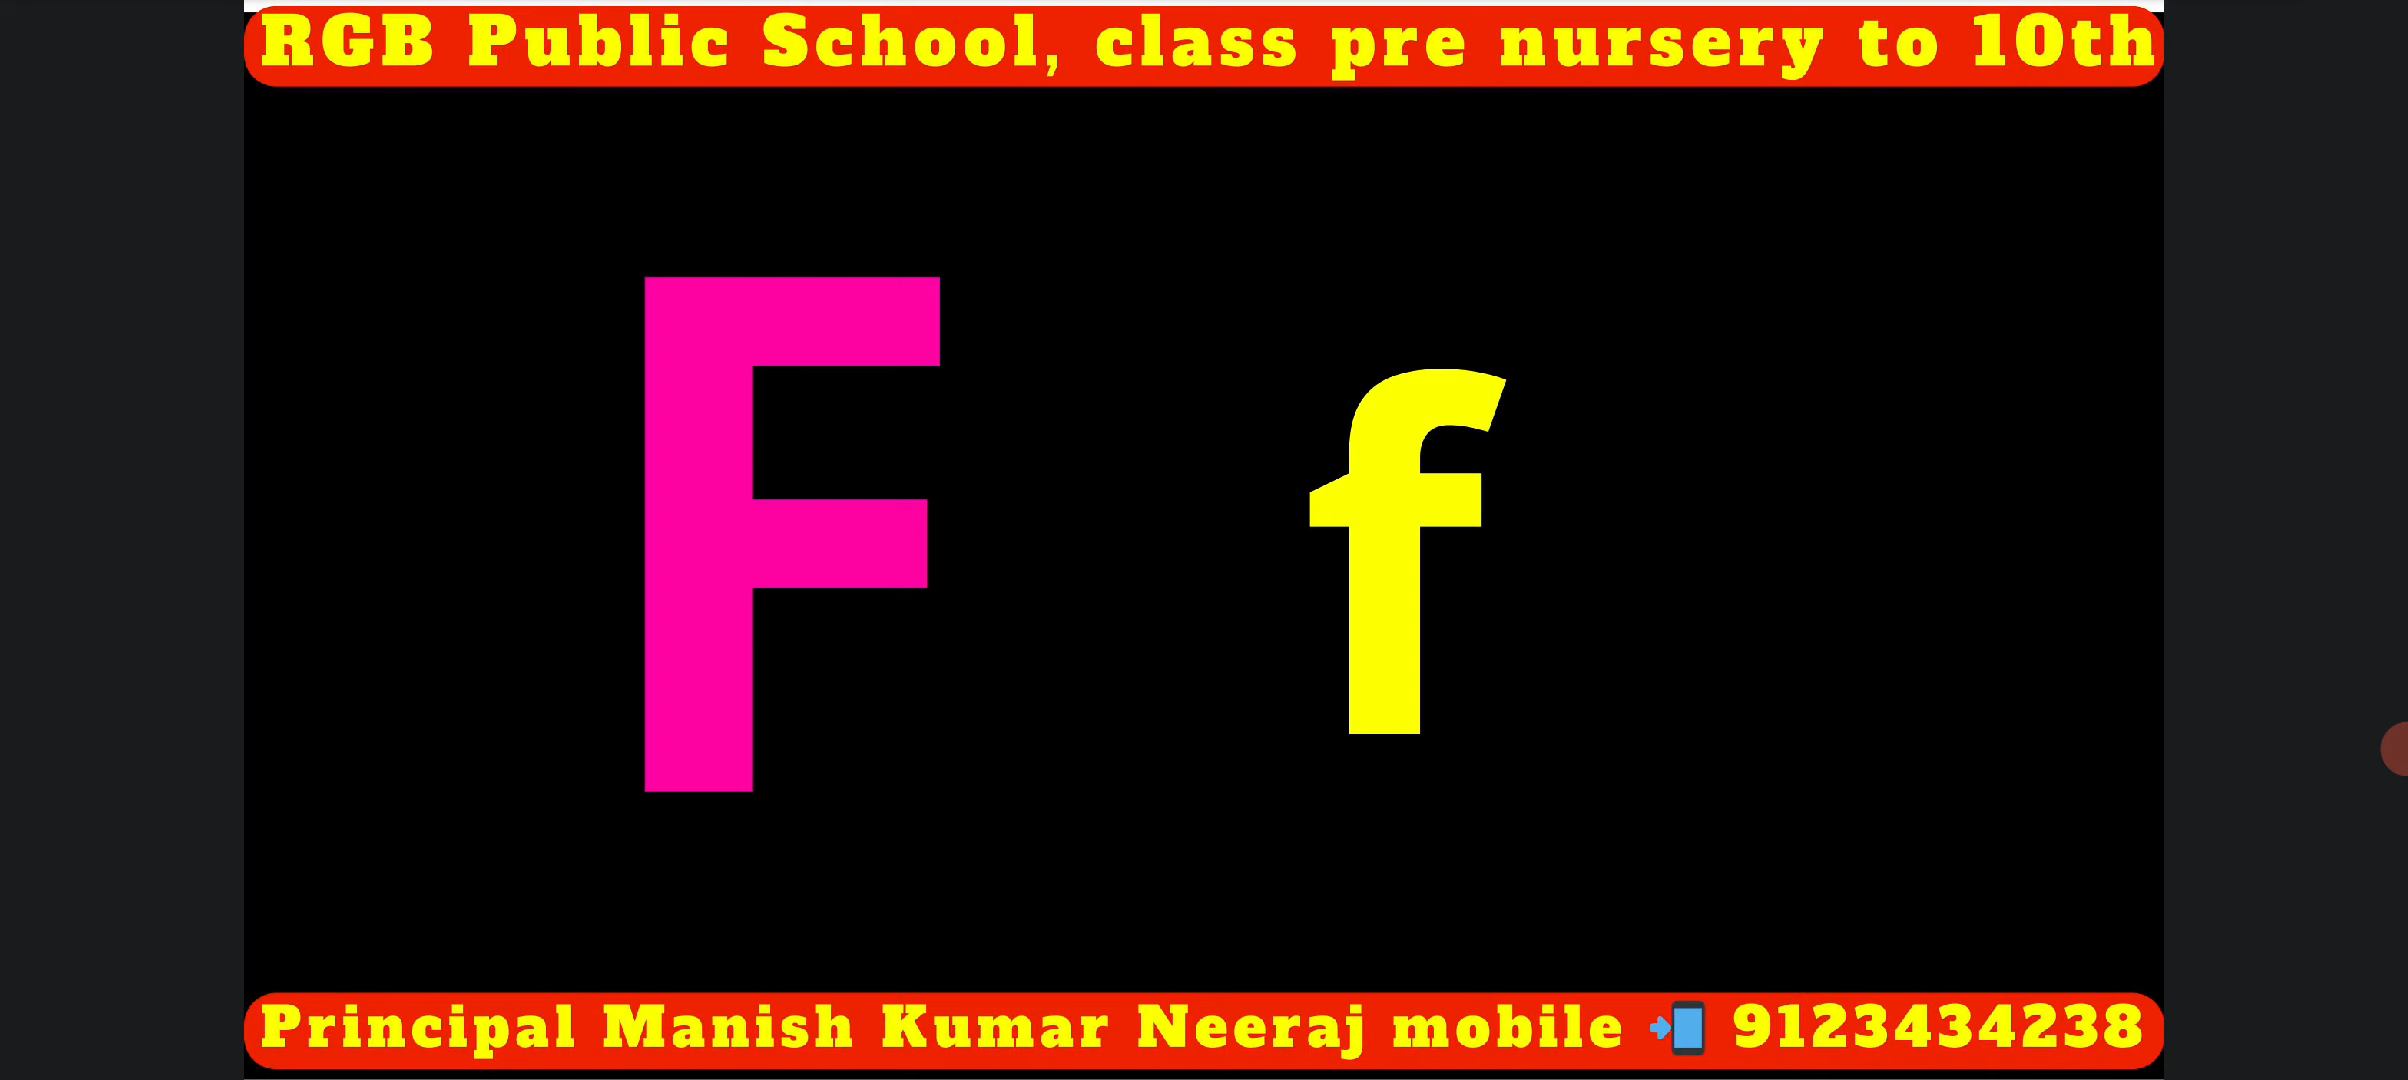 RGB Public School, class pre nursery to 10th
F f
Principal Manish Kumar Neeraj mobile 📲 9123434238